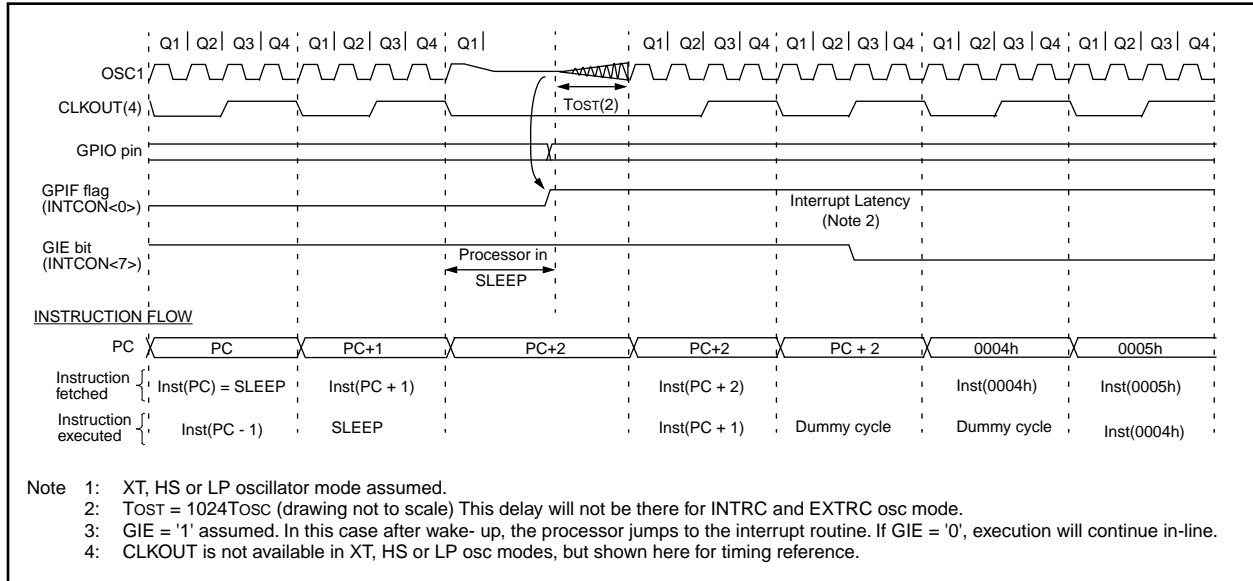 Q1 Q2 Q3 Q4 Q1 Q2 Q3 Q4 Q1 Q1 Q2 Q3 Q4 Q1 Q2 Q3 Q4 Q1 Q2 Q3 Q4 Q1 Q2 Q3 Q4
OSC1
TOST(2)
CLKOUT(4)
GPIO pin
GPIF flag
(INTCON<0>)
Interrupt Latency
(Note 2)
GIE bit
(INTCON<7>)
Processor in
SLEEP
INSTRUCTION FLOW
PC PC PC+1 PC+2 PC+2 PC + 2 0004h 0005h
Instruction
fetched
Inst(PC) = SLEEP Inst(PC + 1) Inst(PC + 2) Inst(0004h) Inst(0005h)
Instruction
executed
Inst(PC - 1) SLEEP Inst(PC + 1) Dummy cycle Dummy cycle Inst(0004h)
Note 1: XT, HS or LP oscillator mode assumed.
2: TOST = 1024TOSC (drawing not to scale) This delay will not be there for INTRC and EXTRC osc mode.
3: GIE = '1' assumed. In this case after wake- up, the processor jumps to the interrupt routine. If GIE = '0', execution will continue in-line.
4: CLKOUT is not available in XT, HS or LP osc modes, but shown here for timing reference.